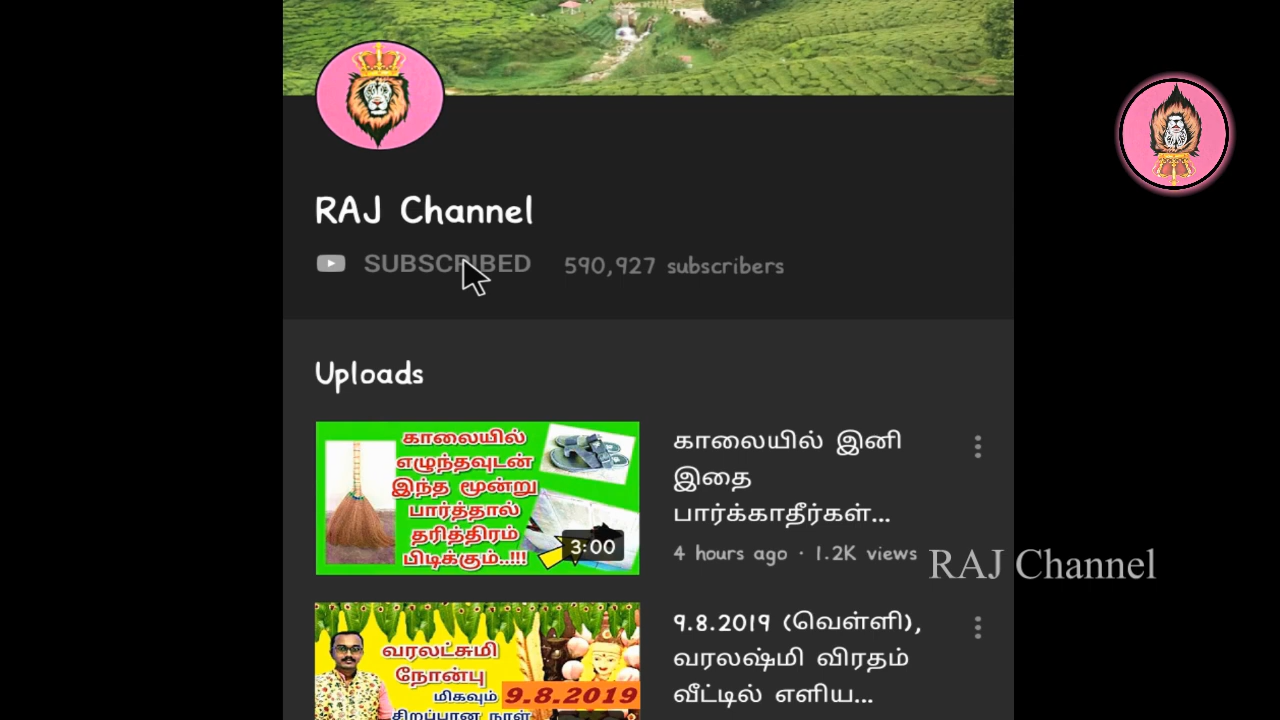 RAJ Channel
SUBSCRIBED 590,927 subscribers
Uploads
காலையில்
எழுந்தவுடன்
இந்த மூன்று
பார்த்தால்
தரித்திரம்
பிடிக்கும்..!!!
3:00
காலையில் இனி
இதை
பார்க்காதீர்கள்...
4 hours ago · 1.2K views
RAJ Channel
வரலட்சுமி
நோன்பு
மிகவும் 9.8.2019
சிறப்பான நாள்
9.8.2019 (வெள்ளி),
வரலஷ்மி விரதம்
வீட்டில் எளிய...